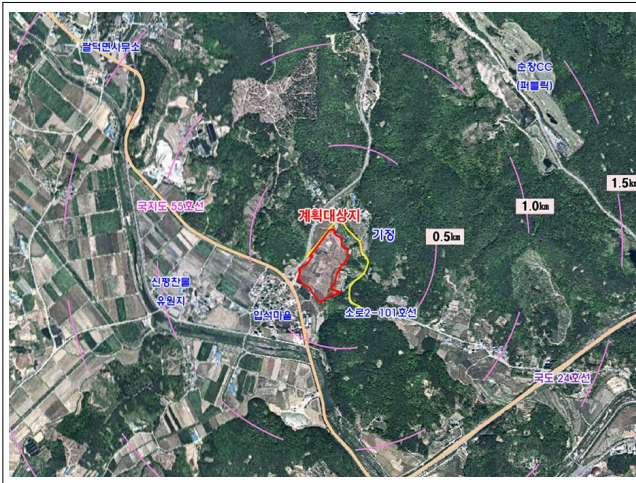 팔덕면사무소
순창CC
(퍼블릭)
1.5㎞
국지도 55호선
1.0㎞
계획대상지
기정
0.5㎞
신평찬물
유원지
입석마을
소로2-101호선
국도 24호선